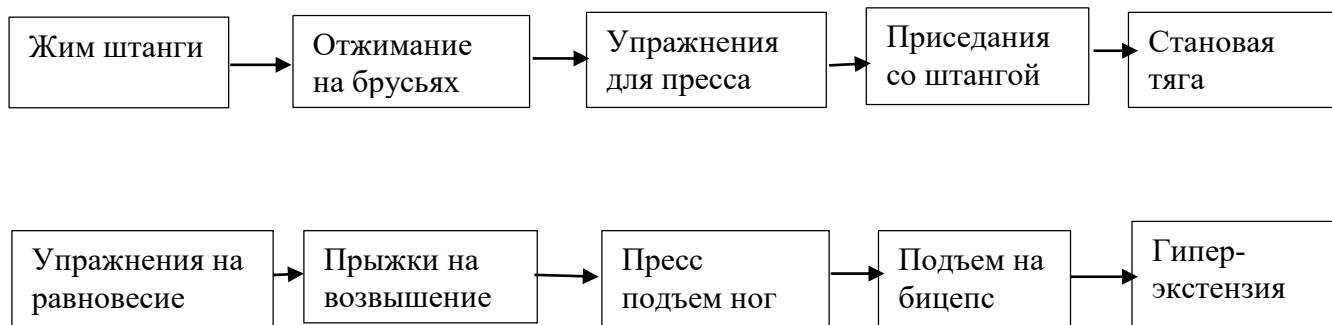 Жим штанги
Отжимание
на брусьях
Упражнения
для пресса
Приседания
со штангой
Становая
тяга
Упражнения на
равновесие
Прыжки на
возвышение
Пресс
подъем ног
Подъем на
бицепс
Гипер-
экстензия